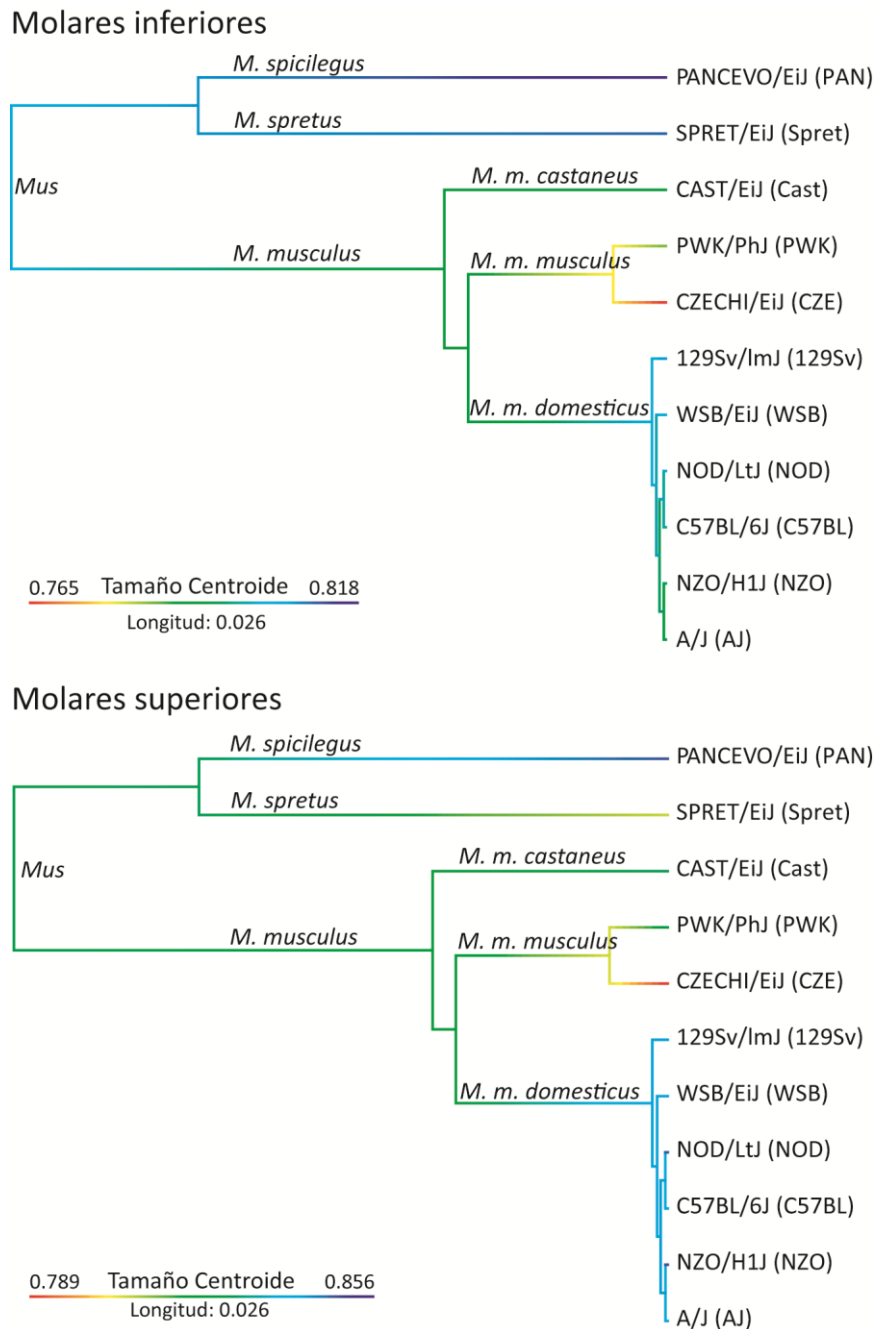 Molares inferiores
M. spicilegus
PANCEVO/EiJ (PAN)
M. spretus
SPRET/EiJ (Spret)
M. m. castaneus
CAST/EiJ (Cast)
Mus
PWK/PhJ (PWK)
M. musculus
M. m. musculus
CZECHI/EiJ (CZE)
129Sv/lmJ (129Sv)
M. m. domesticus
WSB/EiJ (WSB)
NOD/LtJ (NOD)
C57BL/6J (C57BL)
0.765 Tamaño Centroide 0.818
NZO/H1J (NZO)
Longitud: 0.026
A/J (AJ)
Molares superiores
M. spicilegus
PANCEVO/EiJ (PAN)
M. spretus
SPRET/EiJ (Spret)
M. m. castaneus
Mus
CAST/EiJ (Cast)
PWK/PhJ (PWK)
M. musculus
M. m. musculus
CZECHI/EiJ (CZE)
129Sv/lmJ (129Sv)
M. m. domesticus
WSB/EiJ (WSB)
NOD/LtJ (NOD)
C57BL/6J (C57BL)
NZO/H1J (NZO)
0.789 Tamaño Centroide 0.856
Longitud: 0.026
A/J (AJ)